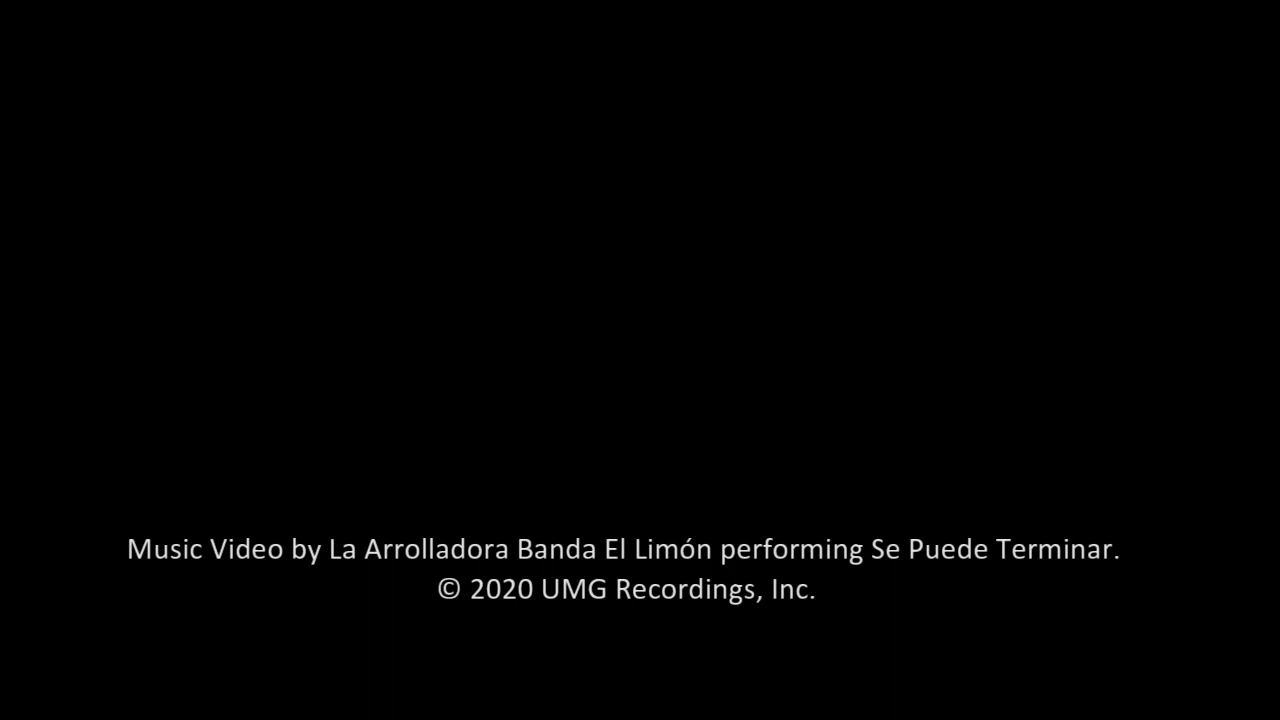 Music Video by La Arrolladora Banda El Limón performing Se Puede Terminar.
© 2020 UMG Recordings, Inc.